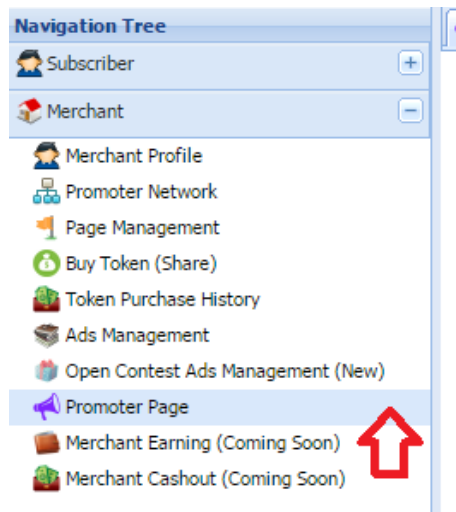 Navigation Tree
Subscriber
Merchant
Merchant Profile
Promoter Network
Page Management
Buy Token (Share)
Token Purchase History
Ads Management
Open Contest Ads Management (New)
Promoter Page
Merchant Earning (Coming Soon)
Merchant Cashout (Coming Soon)